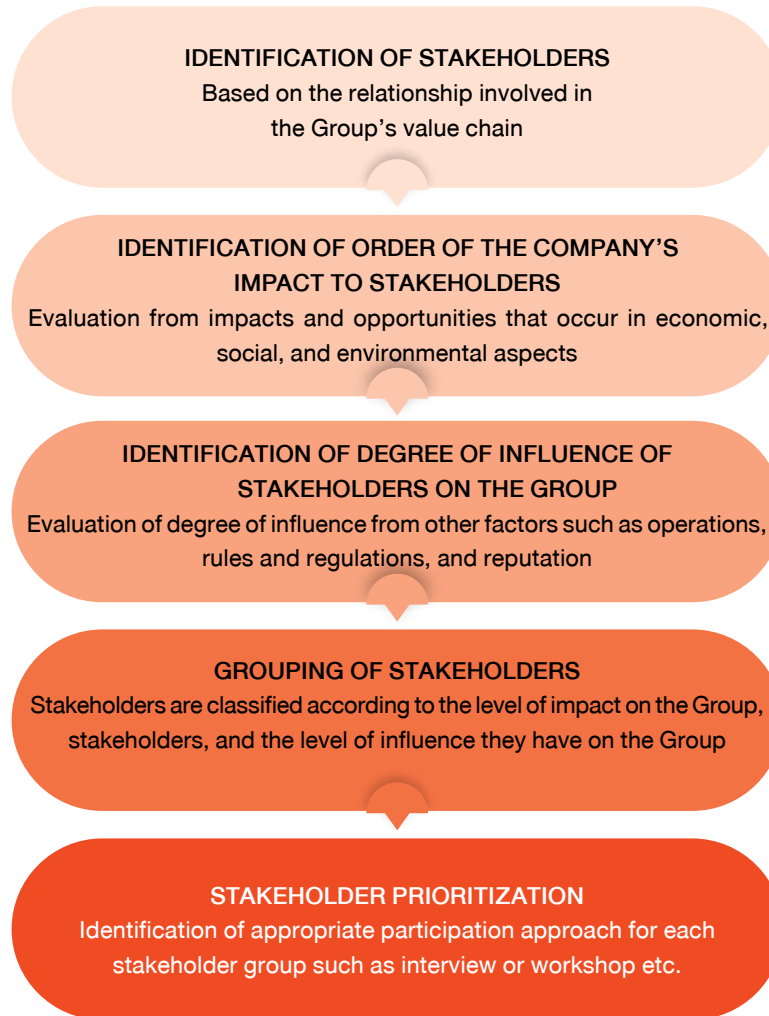 IDENTIFICATION OF STAKEHOLDERS
Based on the relationship involved in
the Group’s value chain
IDENTIFICATION OF ORDER OF THE COMPANY’S
IMPACT TO STAKEHOLDERS
Evaluation from impacts and opportunities that occur in economic,
social, and environmental aspects
IDENTIFICATION OF DEGREE OF INFLUENCE OF
STAKEHOLDERS ON THE GROUP
Evaluation of degree of influence from other factors such as operations,
rules and regulations, and reputation
GROUPING OF STAKEHOLDERS
Stakeholders are classified according to the level of impact on the Group,
stakeholders, and the level of influence they have on the Group
STAKEHOLDER PRIORITIZATION
Identification of appropriate participation approach for each
stakeholder group such as interview or workshop etc.